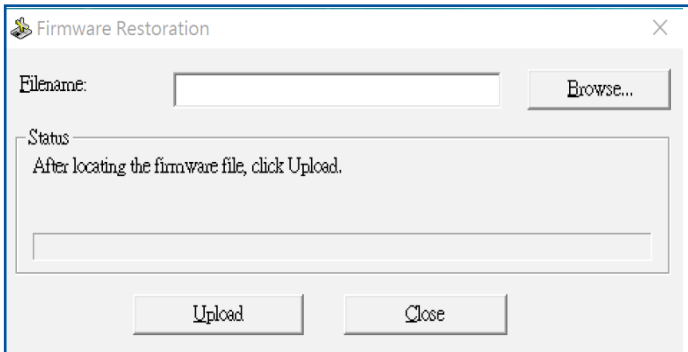 Firmware Restoration
Filename:
Browse...
Status
After locating the firmware file, click Upload.
Upload
Close